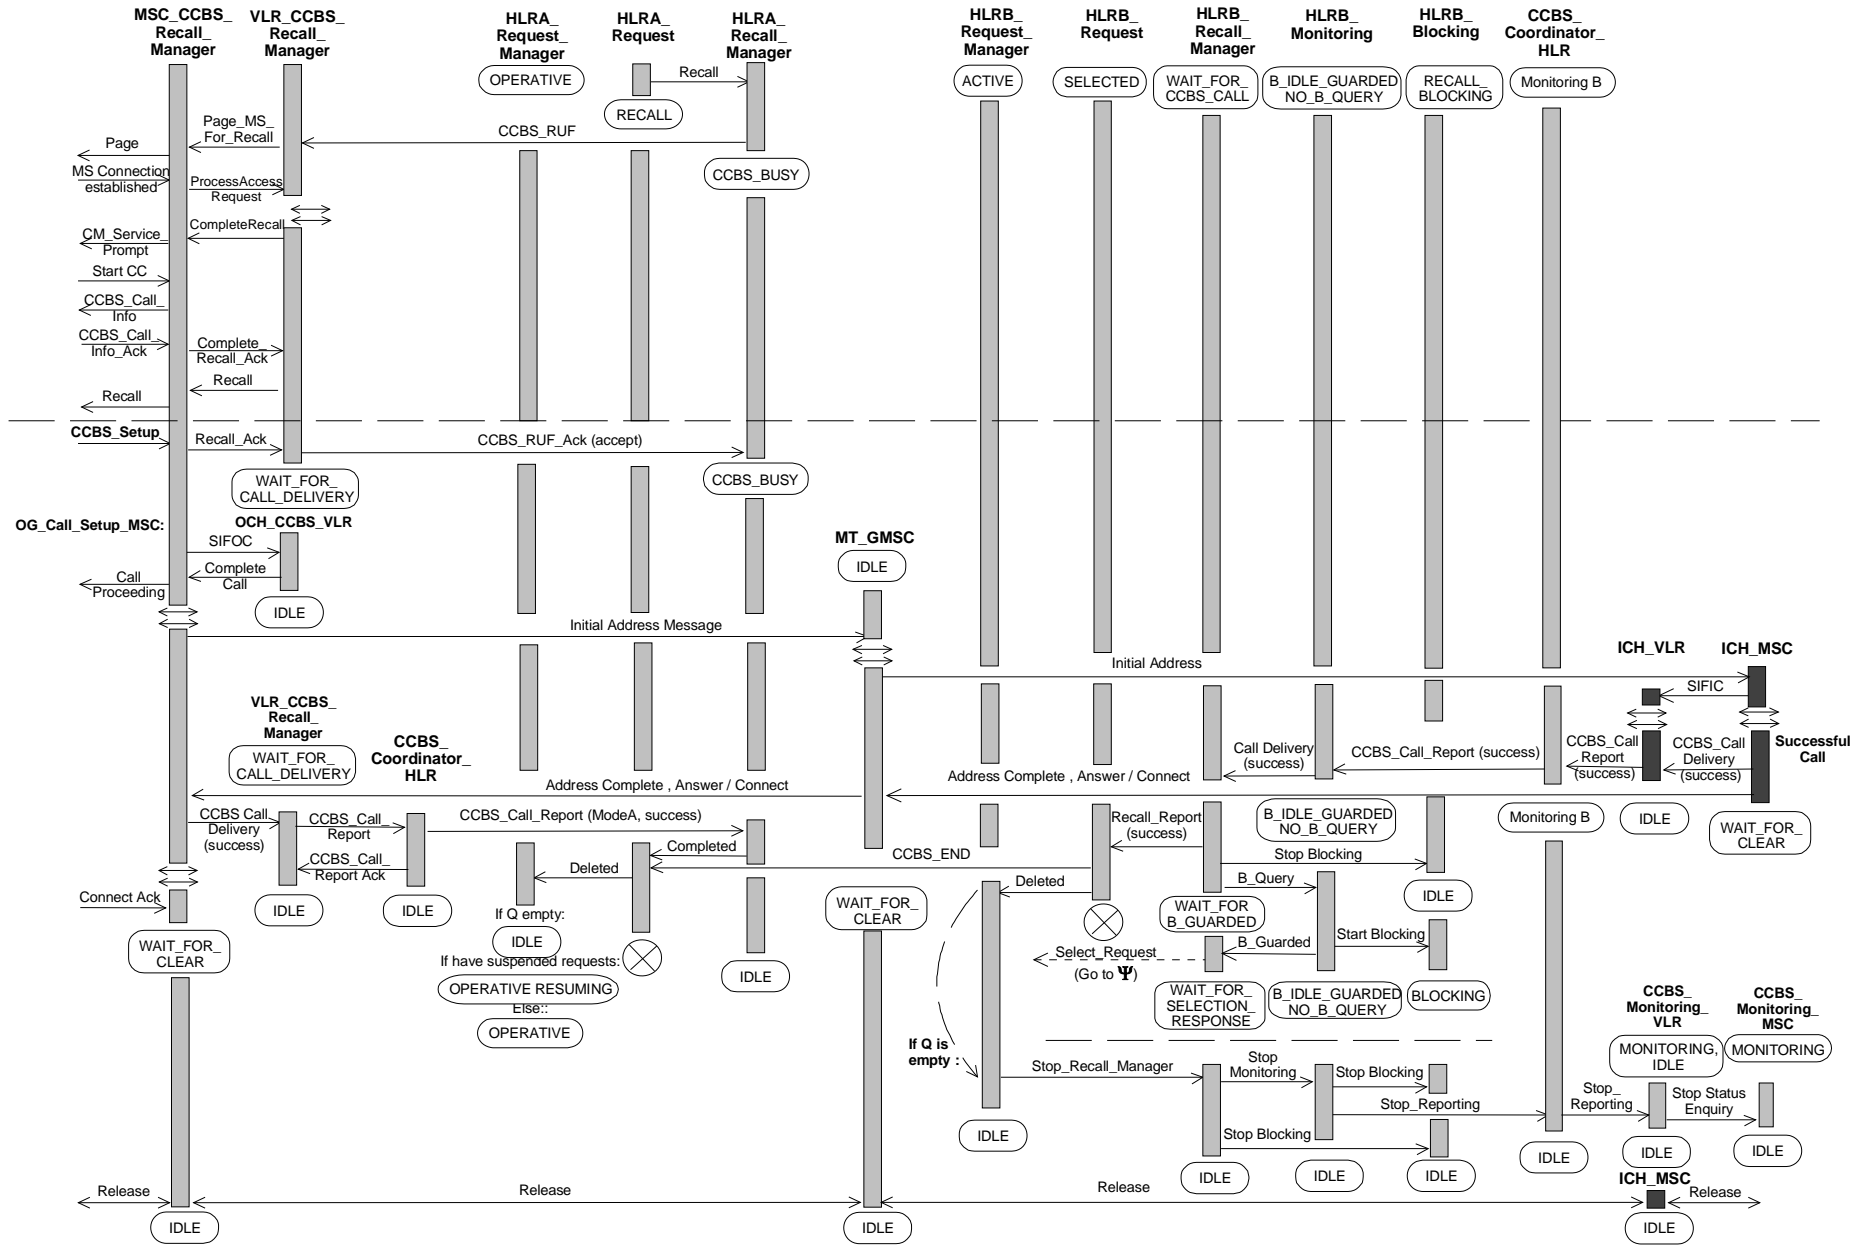 MSC_CCBS_
Recall_
Manager
VLR_CCBS_
Recall_
Manager
HLRA_
Request_
Manager
HLRA_
Request
HLRA_
Recall_
Manager
HLRB_
Request_
Manager
HLRB_
Request
HLRB_
Recall_
Manager
HLRB_
Monitoring
HLRB_
Blocking
CCBS_
Coordinator_
HLR
OPERATIVE
Recall
RECALL
ACTIVE
SELECTED
WAIT_FOR_
CCBS_CALL
B_IDLE_GUARDED
NO_B_QUERY
RECALL_
BLOCKING
Monitoring B
Page_MS_
For_Recall
CCBS_RUF
Page
MS Connection
established
ProcessAccess
Request
CCBS_BUSY
CompleteRecall
CM_Service_
Prompt
Start CC
CCBS_Call_
Info
CCBS_Call_
Info_Ack
Complete_
Recall_Ack
Recall
Recall
CCBS_Setup
Recall_Ack
CCBS_RUF_Ack (accept)
WAIT_FOR_
CALL_DELIVERY
CCBS_BUSY
OG_Call_Setup_MSC:
OCH_CCBS_VLR
SIFOC
Complete
Call
Call
Proceeding
IDLE
MT_GMSC
IDLE
Initial Address Message
Initial Address
ICH_VLR
ICH_MSC
SIFIC
VLR_CCBS_
Recall_
Manager
WAIT_FOR_
CALL_DELIVERY
CCBS_
Coordinator_
HLR
Call Delivery
(success)
CCBS_Call_Report (success)
CCBS_Call
Report
(success)
CCBS_Call
Delivery
(success)
Successful
Call
Address Complete , Answer / Connect
Address Complete , Answer / Connect
CCBS Call
Delivery
(success)
CCBS_Call_
Report
CCBS_Call_Report (ModeA, success)
CCBS_Call_
Report Ack
Completed
Deleted
CCBS_END
Recall_Report
(success)
B_IDLE_GUARDED
NO_B_QUERY
Monitoring B
IDLE
WAIT_FOR_
CLEAR
Stop Blocking
Deleted
B_Query
IDLE
Connect Ack
IDLE
IDLE
If Q empty:
IDLE
If have suspended requests:
OPERATIVE RESUMING
Else::
OPERATIVE
WAIT_FOR_
CLEAR
IDLE
WAIT_FOR_
CLEAR
WAIT_FOR
B_GUARDED
Start Blocking
B_Guarded
Select_Request
(Go to Ψ)
WAIT_FOR_
SELECTION_
RESPONSE
B_IDLE_GUARDED
NO_B_QUERY
BLOCKING
CCBS_
Monitoring_
VLR
CCBS_
Monitoring_
MSC
MONITORING,
IDLE
MONITORING
If Q is
empty :
Stop_Recall_Manager
Stop
Monitoring
Stop Blocking
Stop_Reporting
Stop_
Reporting
Stop Status
Enquiry
Stop Blocking
IDLE
IDLE
IDLE
IDLE
IDLE
IDLE
IDLE
ICH_MSC
Release
Release
Release
Release
IDLE
IDLE
IDLE